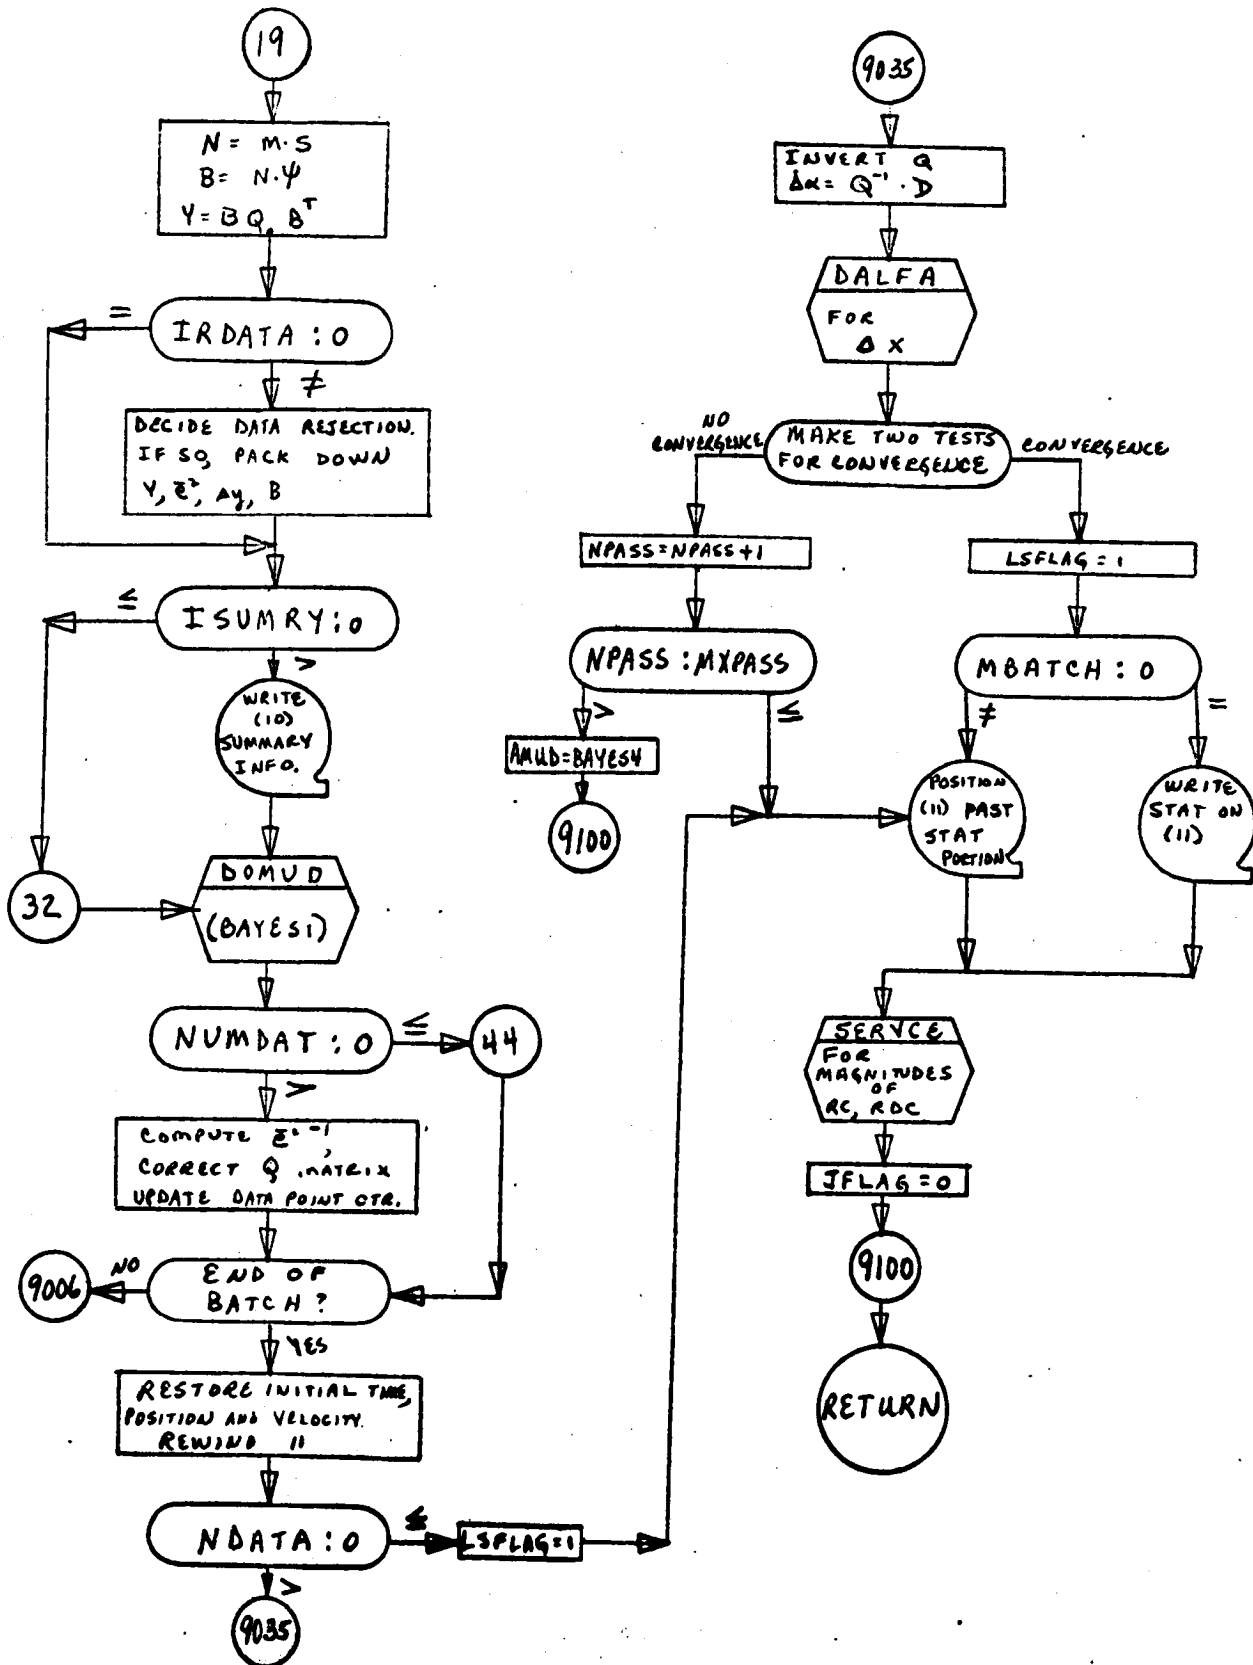 19
N = M·S
B = N·Ψ
Y = B Q B^T
IRDATA : 0
=
≠
DECIDE DATA REJECTION.
IF SO, PACK DOWN
Y, ε̄², Δy, B
ISUMRY : 0
≤
>
WRITE
(10)
SUMMARY
INFO.
32
DOMUD
(BAYES1)
NUMDAT : 0
≤
44
>
COMPUTE ε̄²⁻¹,
CORRECT Q MATRIX
UPDATE DATA POINT CTR.
9006
NO
END OF
BATCH?
YES
RESTORE INITIAL TIME,
POSITION AND VELOCITY.
REWIND 11
NDATA : 0
≤
LSFLAG=1
>
9035
9035
INVERT Q
Δα = Q⁻¹ · D
DALFA
FOR
Δ X
NO
CONVERGENCE
MAKE TWO TESTS
FOR CONVERGENCE
CONVERGENCE
NPASS=NPASS+1
LSFLAG = 1
NPASS : MXPASS
MBATCH : 0
>
≤
≠
=
AMUD=BAYES4
9100
POSITION
(11) PAST
STAT
PORTION
WRITE
STAT ON
(11)
SERVCE
FOR
MAGNITUDES
OF
RC, RDC
JFLAG = 0
9100
RETURN